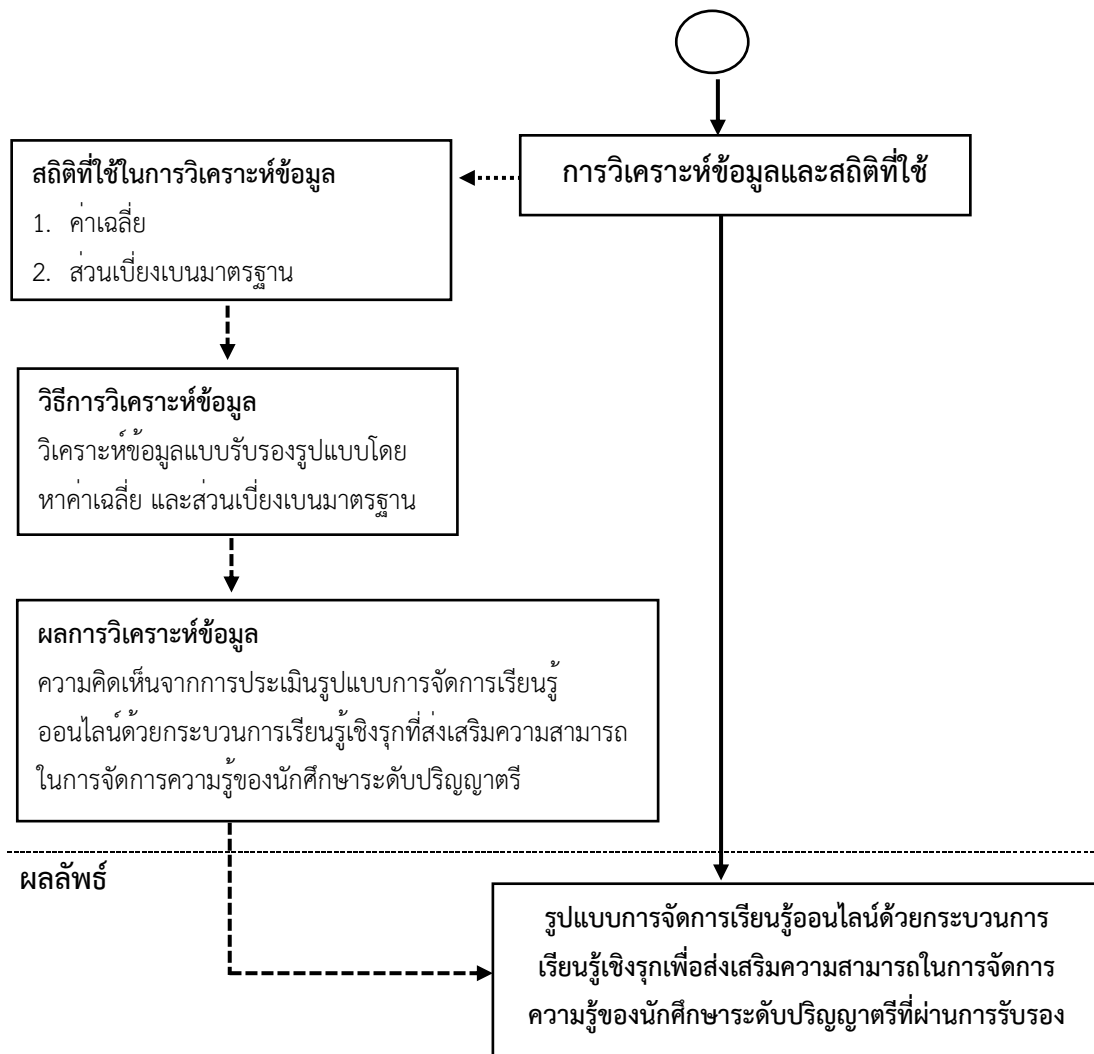 การวิเคราะห์ข้อมูลและสถิติที่ใช้
สถิติที่ใช้ในการวิเคราะห์ข้อมูล
1. ค่าเฉลี่ย
2. ส่วนเบี่ยงเบนมาตรฐาน
วิธีการวิเคราะห์ข้อมูล
วิเคราะห์ข้อมูลแบบรับรองรูปแบบโดย
หาค่าเฉลี่ย และส่วนเบี่ยงเบนมาตรฐาน
ผลการวิเคราะห์ข้อมูล
ความคิดเห็นจากการประเมินรูปแบบการจัดการเรียนรู้
ออนไลน์ด้วยกระบวนการเรียนรู้เชิงรุกที่ส่งเสริมความสามารถ
ในการจัดการความรู้ของนักศึกษาระดับปริญญาตรี
ผลลัพธ์
รูปแบบการจัดการเรียนรู้ออนไลน์ด้วยกระบวนการ
เรียนรู้เชิงรุกเพื่อส่งเสริมความสามารถในการจัดการ
ความรู้ของนักศึกษาระดับปริญญาตรีที่ผ่านการรับรอง